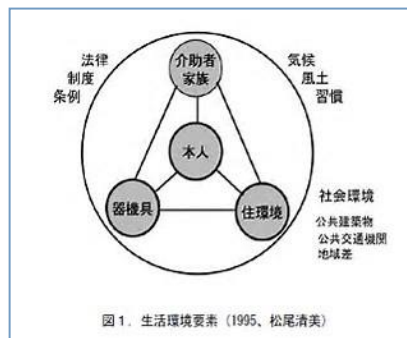 法律
制度
条例
気候
風土
習慣
介助者
家族
本人
器機具
住環境
社会環境
公共建築物
公共交通機関
地域差
図1．生活環境要素（1995、松尾清美）